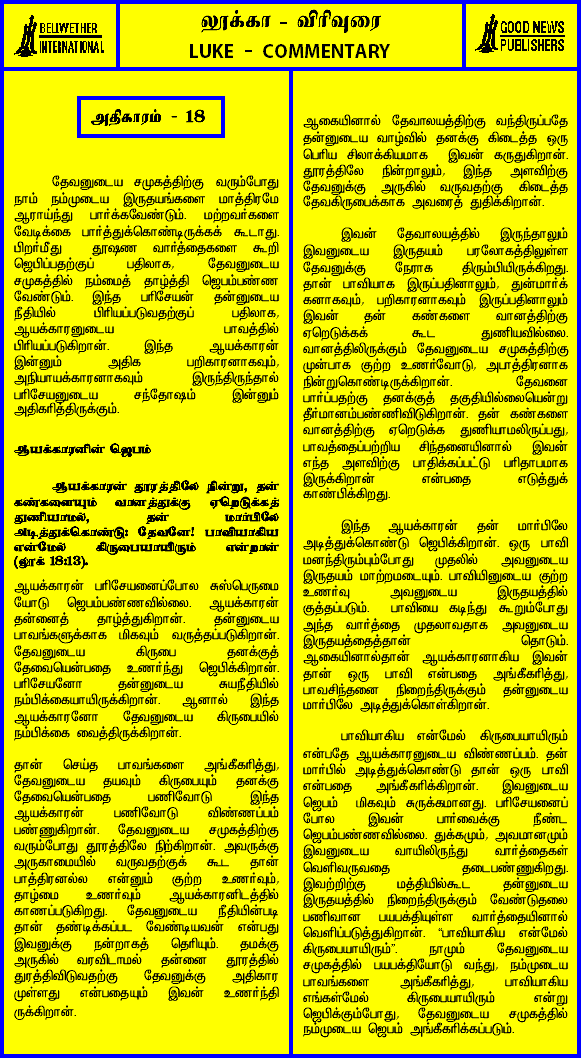 BELWETHER
INTERNATIONAL
லூக்கா - விரிவுரை
LUKE - COMMENTARY
GOOD NEWS
PUBLISHERS
அதிகாரம் - 18
தேவனுடைய சமுகத்திற்கு வரும்போது
நாம் நம்முடைய இருதயங்களை மாத்திரமே
ஆராய்ந்து பார்க்கவேண்டும். மற்றவர்களை
வேடிக்கை பார்த்துக்கொண்டிருக்கக் கூடாது.
பிறர்மீது தூஷண வார்த்தைகளை கூறி
ஜெபிப்பதற்குப் பதிலாக, தேவனுடைய
சமுகத்தில் நம்மைத் தாழ்த்தி ஜெபம்பண்ண
வேண்டும். இந்த பரிசேயன் தன்னுடைய
நீதியில் பிரியப்படுவதற்குப் பதிலாக,
ஆயக்காரனுடைய பாவத்தில்
பிரியப்படுகிறான். இந்த ஆயக்காரன்
இன்னும் அதிக பறிகாரனாகவும்,
அநியாயக்காரனாகவும் இருந்திருந்தால்
பரிசேயனுடைய சந்தோஷம் இன்னும்
அதிகரித்திருக்கும்.
ஆயக்காரனின் ஜெபம்
ஆயக்காரன் தூரத்திலே நின்று, தன்
கண்களையும் வானத்துக்கு ஏறெடுக்கத்
துணியாமல், தன் மார்பிலே
அடித்துக்கொண்டு: தேவனே! பாவியாகிய
என்மேல் கிருபையாயிரும் என்றான்
(லூக் 18:13).
ஆயக்காரன் பரிசேயனைப்போல சுஸ்பெருமை
யோடு ஜெபம்பண்ணவில்லை. ஆயக்காரன்
தன்னைத் தாழ்த்துகிறான். தன்னுடைய
பாவங்களுக்காக மிகவும் வருத்தப்படுகிறான்.
தேவனுடைய கிருபை தனக்குத்
தேவையென்பதை உணர்ந்து ஜெபிக்கிறான்.
பரிசேயனோ தன்னுடைய சுயநீதியில்
நம்பிக்கையாயிருக்கிறான். ஆனால் இந்த
ஆயக்காரனோ தேவனுடைய கிருபையில்
நம்பிக்கை வைத்திருக்கிறான்.
தான் செய்த பாவங்களை அங்கீகரித்து,
தேவனுடைய தயவும் கிருபையும் தனக்கு
தேவையென்பதை பணிவோடு இந்த
ஆயக்காரன் பணிவோடு விண்ணப்பம்
பண்ணுகிறான். தேவனுடைய சமுகத்திற்கு
வரும்போது தூரத்திலே நிற்கிறான். அவருக்கு
அருகாமையில் வருவதற்குக் கூட தான்
பாத்திரனல்ல என்னும் குற்ற உணர்வும்,
தாழ்மை உணர்வும் ஆயக்காரனிடத்தில்
காணப்படுகிறது. தேவனுடைய நீதியின்படி
தான் தண்டிக்கப்பட வேண்டியவன் என்பது
இவனுக்கு நன்றாகத் தெரியும். தமக்கு
அருகில் வரவிடாமல் தன்னை தூரத்தில்
துரத்திவிடுவதற்கு தேவனுக்கு அதிகார
முள்ளது என்பதையும் இவன் உணர்ந்தி
ருக்கிறான்.
ஆகையினால் தேவாலயத்திற்கு வந்திருப்பதே
தன்னுடைய வாழ்வில் தனக்கு கிடைத்த ஒரு
பெரிய சிலாக்கியமாக இவன் கருதுகிறான்.
தூரத்திலே நின்றாலும், இந்த அளவிற்கு
தேவனுக்கு அருகில் வருவதற்கு கிடைத்த
தேவகிருபைக்காக அவரைத் துதிக்கிறான்.
இவன் தேவாலயத்தில் இருந்தாலும்
இவனுடைய இருதயம் பரலோகத்திலுள்ள
தேவனுக்கு நேராக திரும்பியிருக்கிறது.
தான் பாவியாக இருப்பதினாலும், துன்மார்க்
கனாகவும், பறிகாரனாகவும் இருப்பதினாலும்
இவன் தன் கண்களை வானத்திற்கு
ஏறெடுக்கக் கூட துணியவில்லை.
வானத்திலிருக்கும் தேவனுடைய சமுகத்திற்கு
முன்பாக குற்ற உணர்வோடு, அபாத்திரனாக
நின்றுகொண்டிருக்கிறான். தேவனை
பார்ப்பதற்கு தனக்குத் தகுதியில்லையென்று
தீர்மானம்பண்ணிவிடுகிறான். தன் கண்களை
வானத்திற்கு ஏறெடுக்க துணியாமலிருப்பது,
பாவத்தைப்பற்றிய சிந்தனையினால் இவன்
எந்த அளவிற்கு பாதிக்கப்பட்டு பரிதாபமாக
இருக்கிறான் என்பதை எடுத்துக்
காண்பிக்கிறது.
இந்த ஆயக்காரன் தன் மார்பிலே
அடித்துக்கொண்டு ஜெபிக்கிறான். ஒரு பாவி
மனந்திரும்பும்போது முதலில் அவனுடைய
இருதயம் மாற்றமடையும். பாவியினுடைய குற்ற
உணர்வு அவனுடைய இருதயத்தில்
குத்தப்படும். பாவியை கடிந்து கூறும்போது
அந்த வார்த்தை முதலாவதாக அவனுடைய
இருதயத்தைத்தான் தொடும்.
ஆகையினால்தான் ஆயக்காரனாகிய இவன்
தான் ஒரு பாவி என்பதை அங்கீகரித்து,
பாவசிந்தனை நிறைந்திருக்கும் தன்னுடைய
மார்பிலே அடித்துக்கொள்கிறான்.
பாவியாகிய என்மேல் கிருபையாயிரும்
என்பதே ஆயக்காரனுடைய விண்ணப்பம். தன்
மார்பில் அடித்துக்கொண்டு தான் ஒரு பாவி
என்பதை அங்கீகரிக்கிறான். இவனுடைய
ஜெபம் மிகவும் சுருக்கமானது. பரிசேயனைப்
போல இவன் பார்வைக்கு நீண்ட
ஜெபம்பண்ணவில்லை. துக்கமும், அவமானமும்
இவனுடைய வாயிலிருந்து வார்த்தைகள்
வெளிவருவதை தடைபண்ணுகிறது.
இவற்றிற்கு மத்தியில்கூட தன்னுடைய
இருதயத்தில் நிறைந்திருக்கும் வேண்டுதலை
பணிவான பயபக்தியுள்ள வார்த்தையினால்
வெளிப்படுத்துகிறான். “பாவியாகிய என்மேல்
கிருபையாயிரும்”. நாமும் தேவனுடைய
சமுகத்தில் பயபக்தியோடு வந்து, நம்முடைய
பாவங்களை அங்கீகரித்து, பாவியாகிய
எங்கள்மேல் கிருபையாயிரும் என்று
ஜெபிக்கும்போது, தேவனுடைய சமுகத்தில்
நம்முடைய ஜெபம் அங்கீகரிக்கப்படும்.